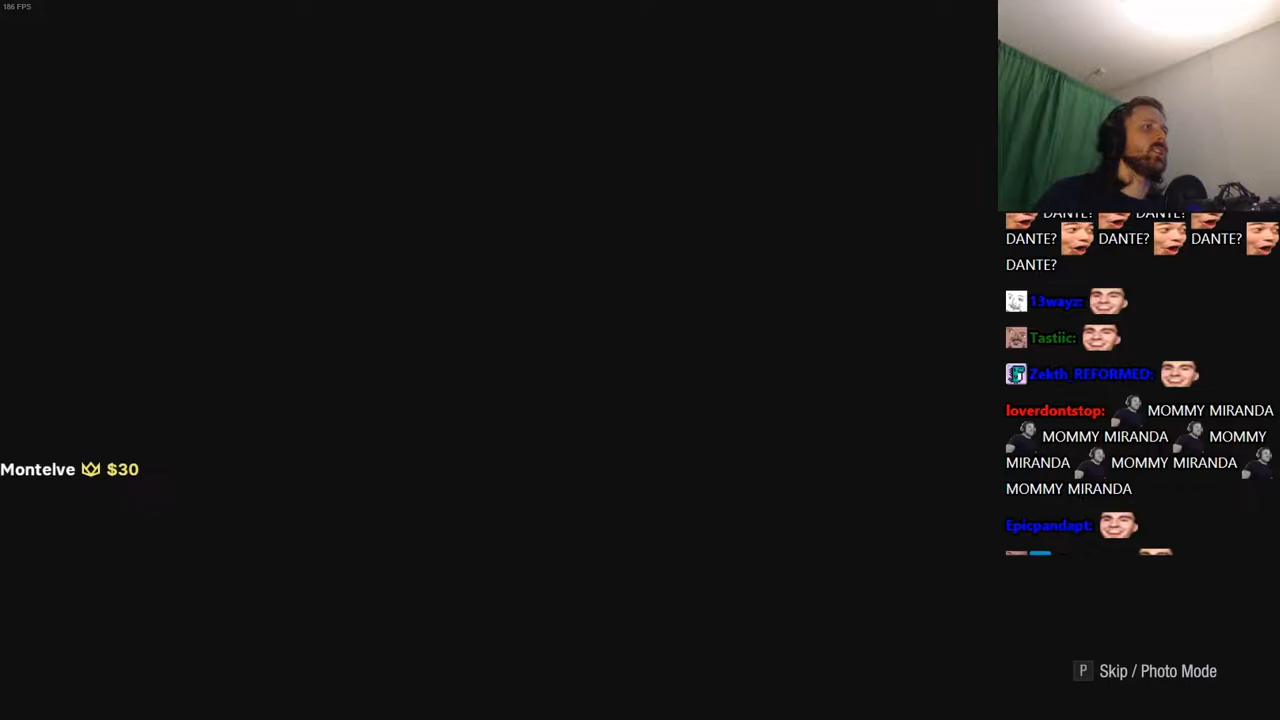 186 FPS
DANTE? DANTE?
DANTE? DANTE? DANTE?
DANTE?
13wayz:
Tastiic:
Zekth_REFORMED:
loverdontstop: MOMMY MIRANDA
MOMMY MIRANDA MOMMY
MIRANDA MOMMY MIRANDA
MOMMY MIRANDA
Epicpandapt:
Montelve $30
P Skip / Photo Mode